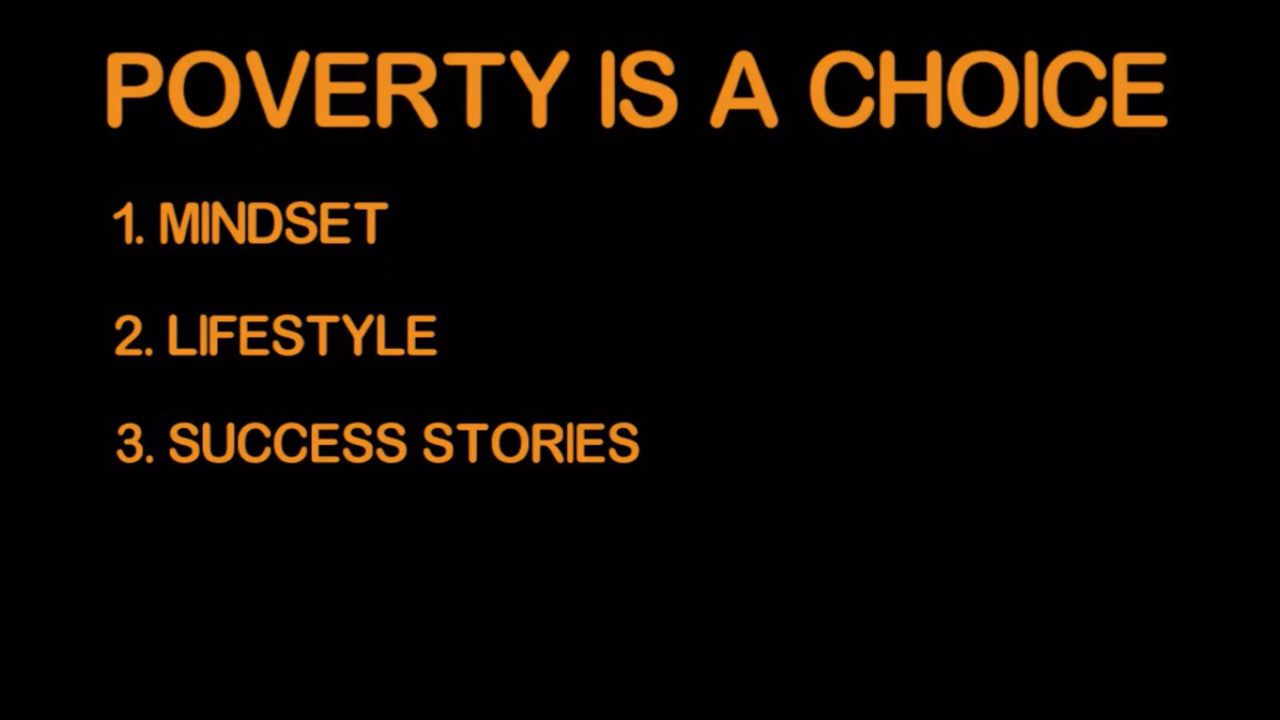 POVERTY IS A CHOICE
1. MINDSET
2. LIFESTYLE
3. SUCCESS STORIES